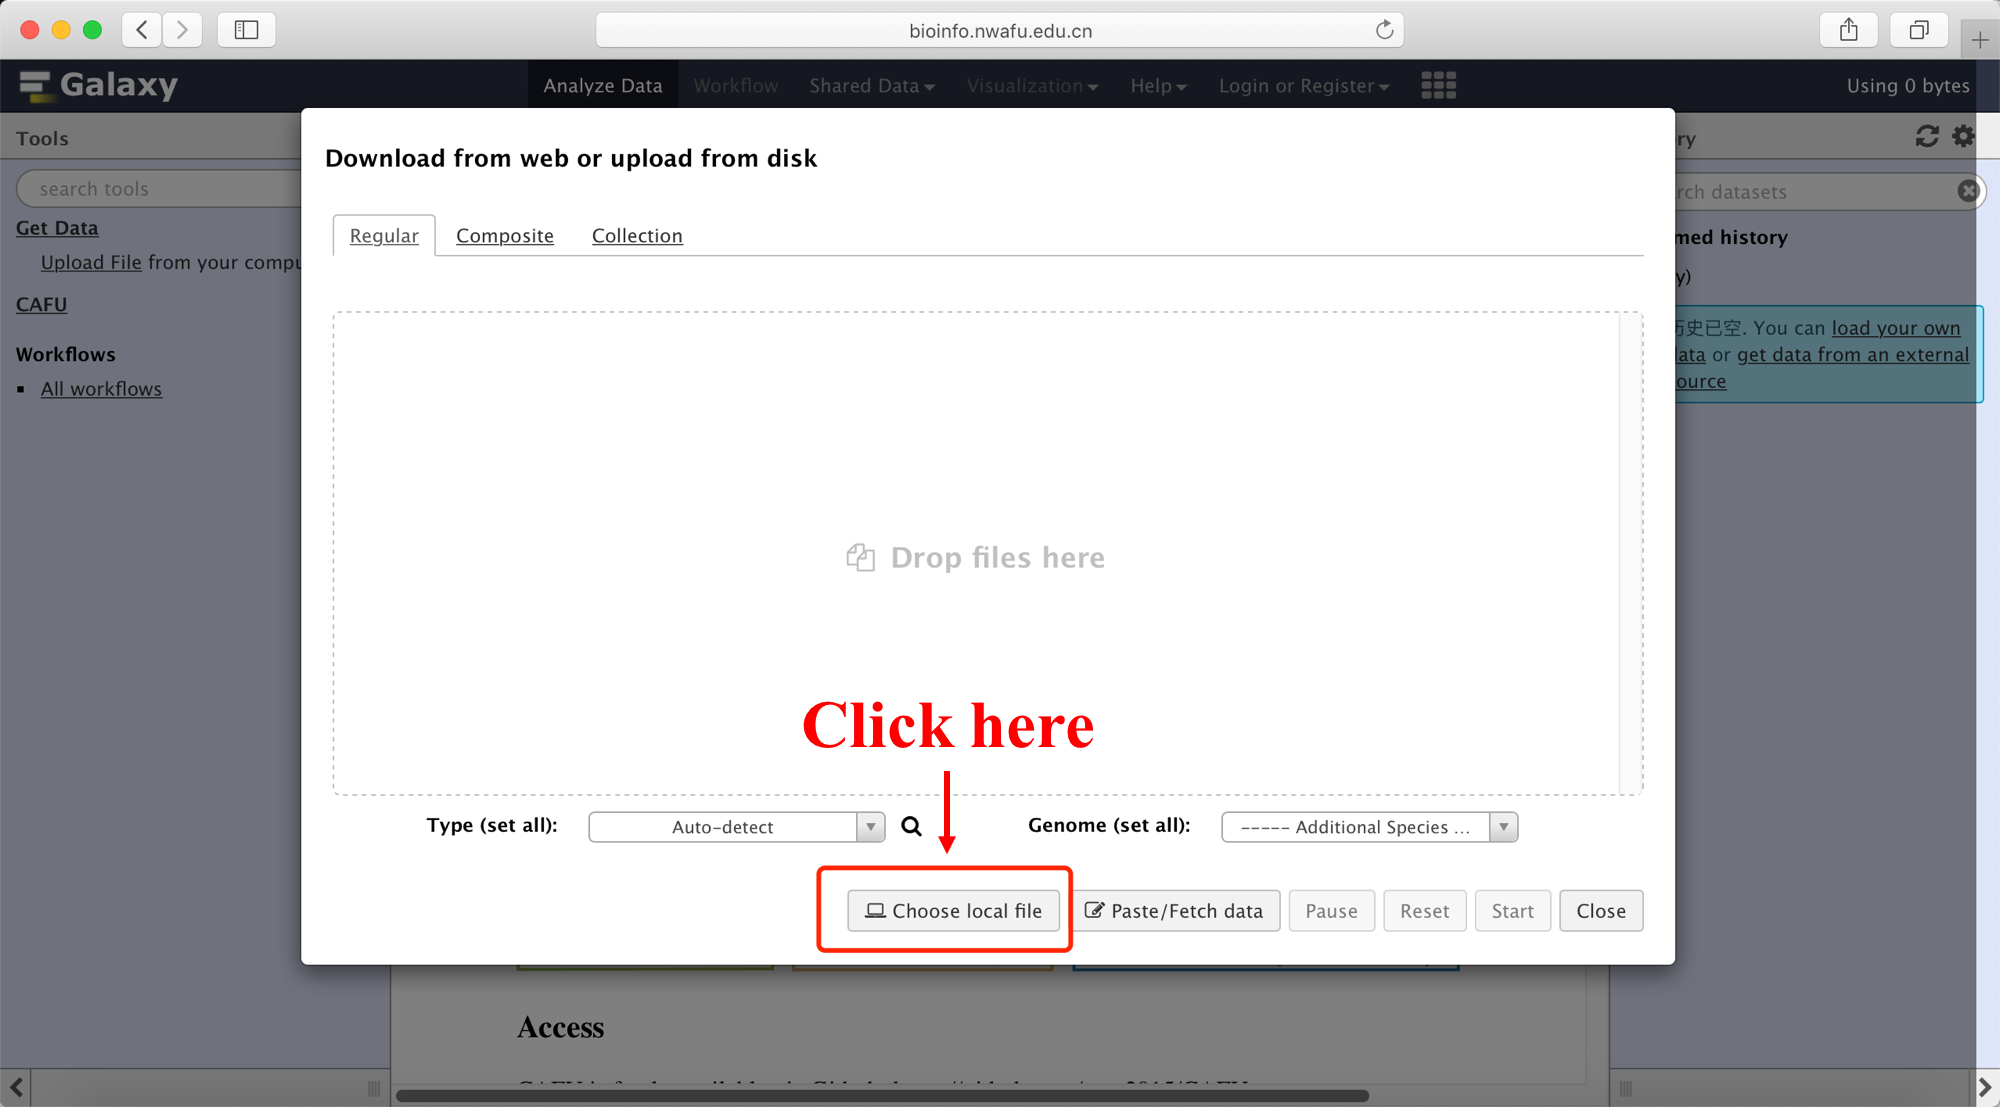 bioinfo.nwafu.edu.cn
Galaxy
Analyze Data
Workflow
Shared Data
Visualization
Help
Login or Register
Using 0 bytes
Tools
search tools
Get Data
Upload File from your compu
CAFU
Workflows
All workflows
Download from web or upload from disk
Regular
Composite
Collection
Drop files here
Click here
Type (set all):
Auto-detect
Genome (set all):
----- Additional Species ...
Choose local file
Paste/Fetch data
Pause
Reset
Start
Close
ry
rch datasets
med history
y)
历史已空. You can load your own
ata or get data from an external
ource
Access